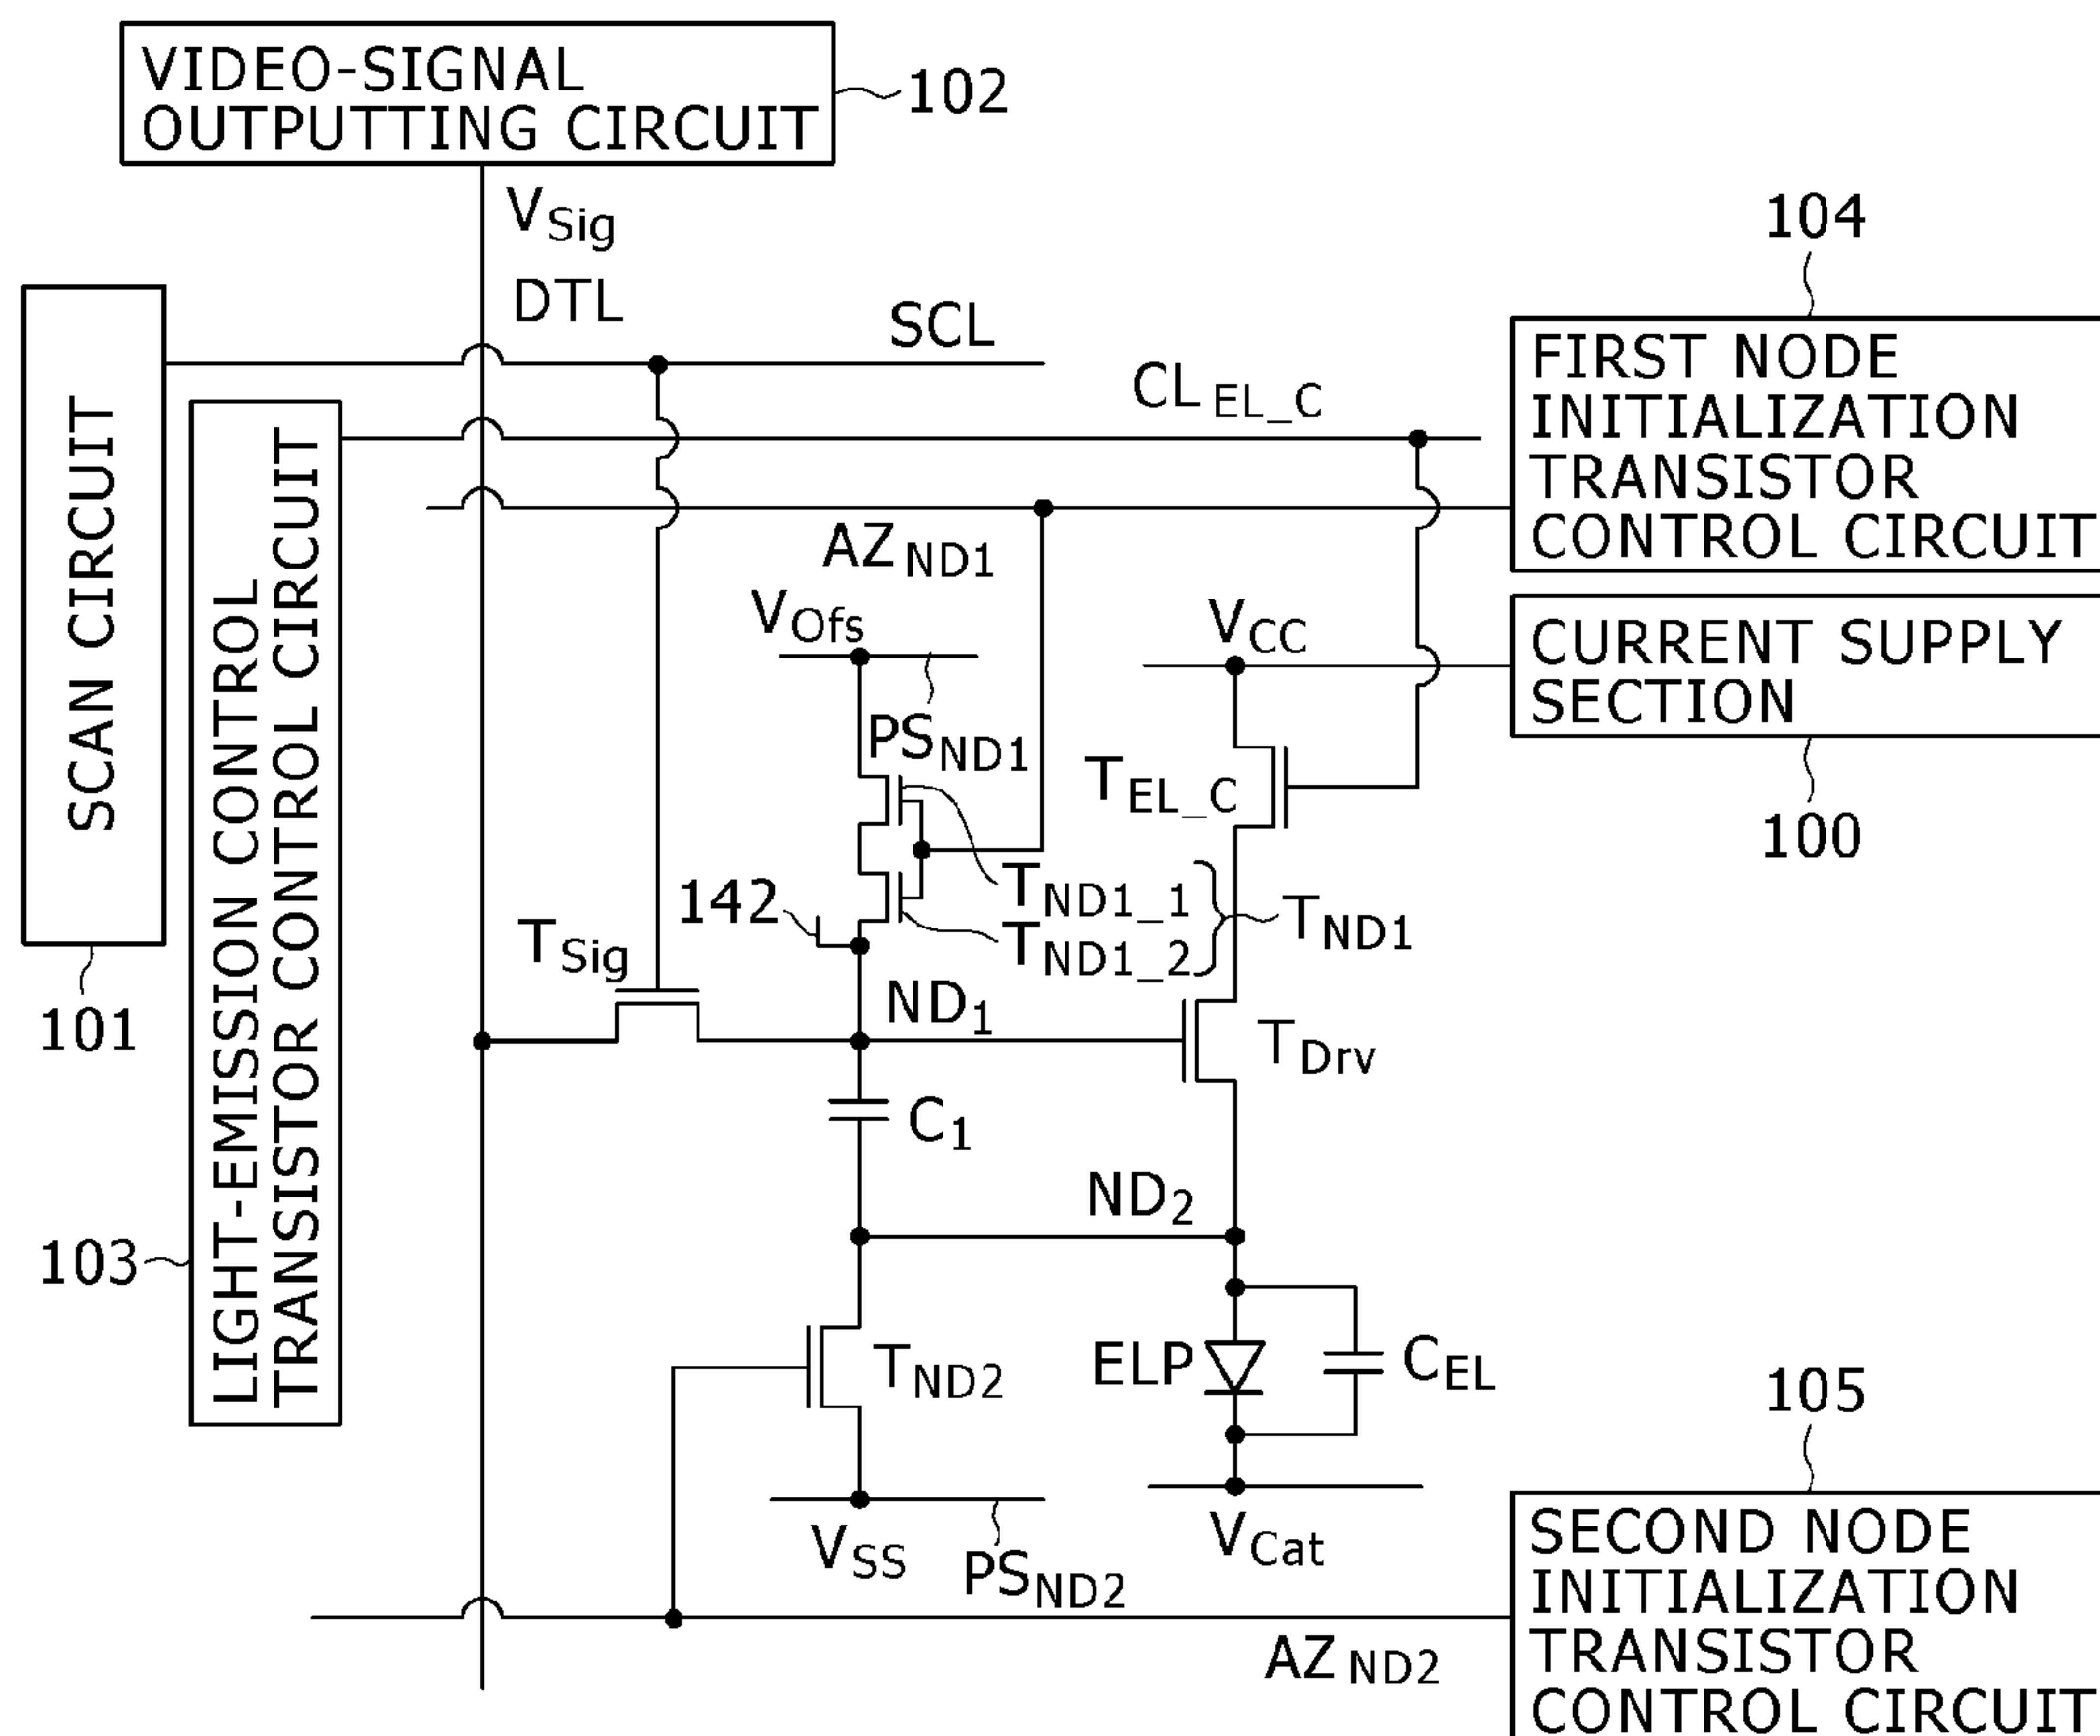 VIDEO-SIGNAL
OUTPUTTING CIRCUIT
102
VSig
DTL
104
SCL
CL EL_C
FIRST NODE
INITIALIZATION
TRANSISTOR
CONTROL CIRCUIT
SCAN CIRCUIT
101
LIGHT-EMISSION CONTROL
TRANSISTOR CONTROL CIRCUIT
103
AZ ND1
VOfs
PSND1
VCC
CURRENT SUPPLY
SECTION
100
TEL_C
TND1_1
TND1_2
TND1
142
TSig
ND1
TDrv
C1
ND2
TND2
ELP
CEL
105
VSS
PSND2
VCat
SECOND NODE
INITIALIZATION
TRANSISTOR
CONTROL CIRCUIT
AZ ND2